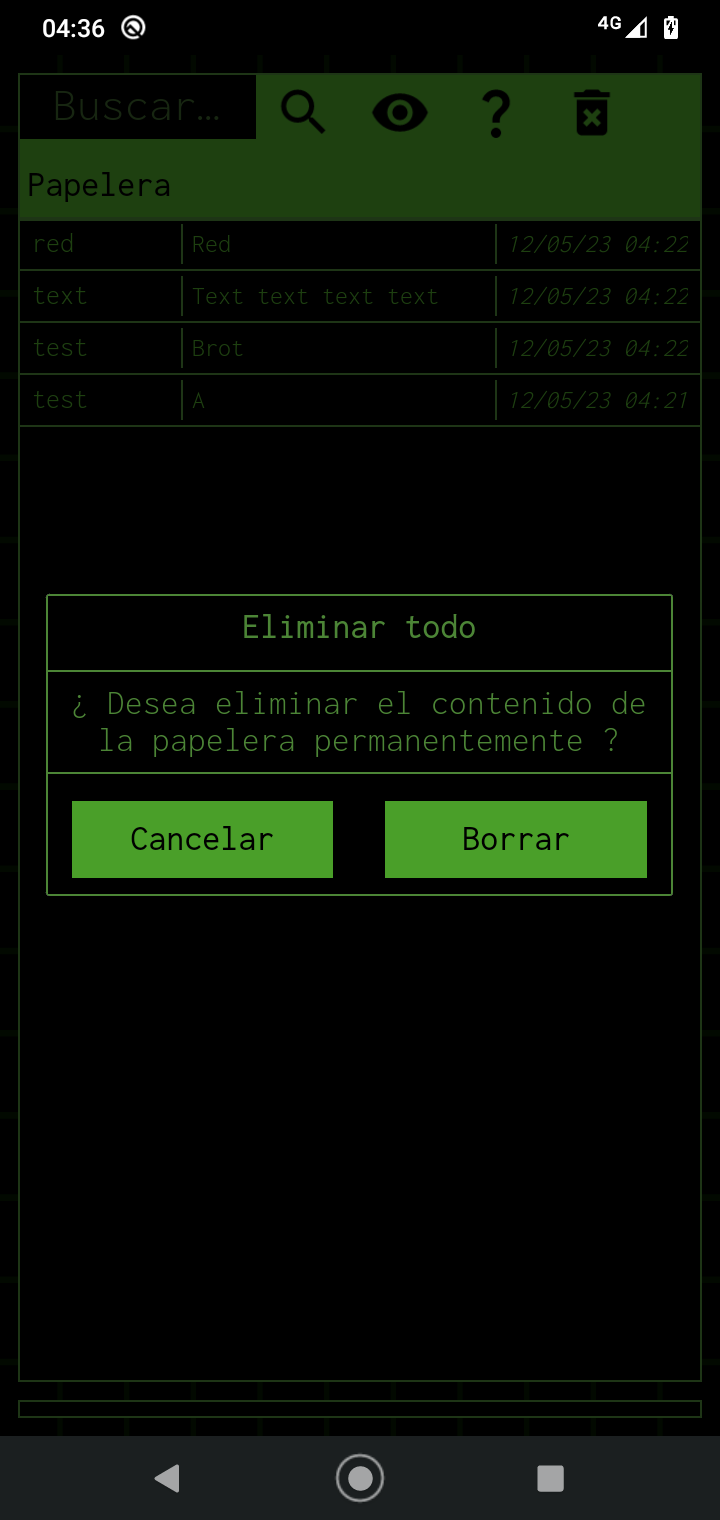 04:36 4G
Buscar…
Papelera
red Red 12/05/23 04:22
text Text text text text 12/05/23 04:22
test Brot 12/05/23 04:22
test A 12/05/23 04:21
Eliminar todo
¿ Desea eliminar el contenido de
la papelera permanentemente ?
Cancelar Borrar